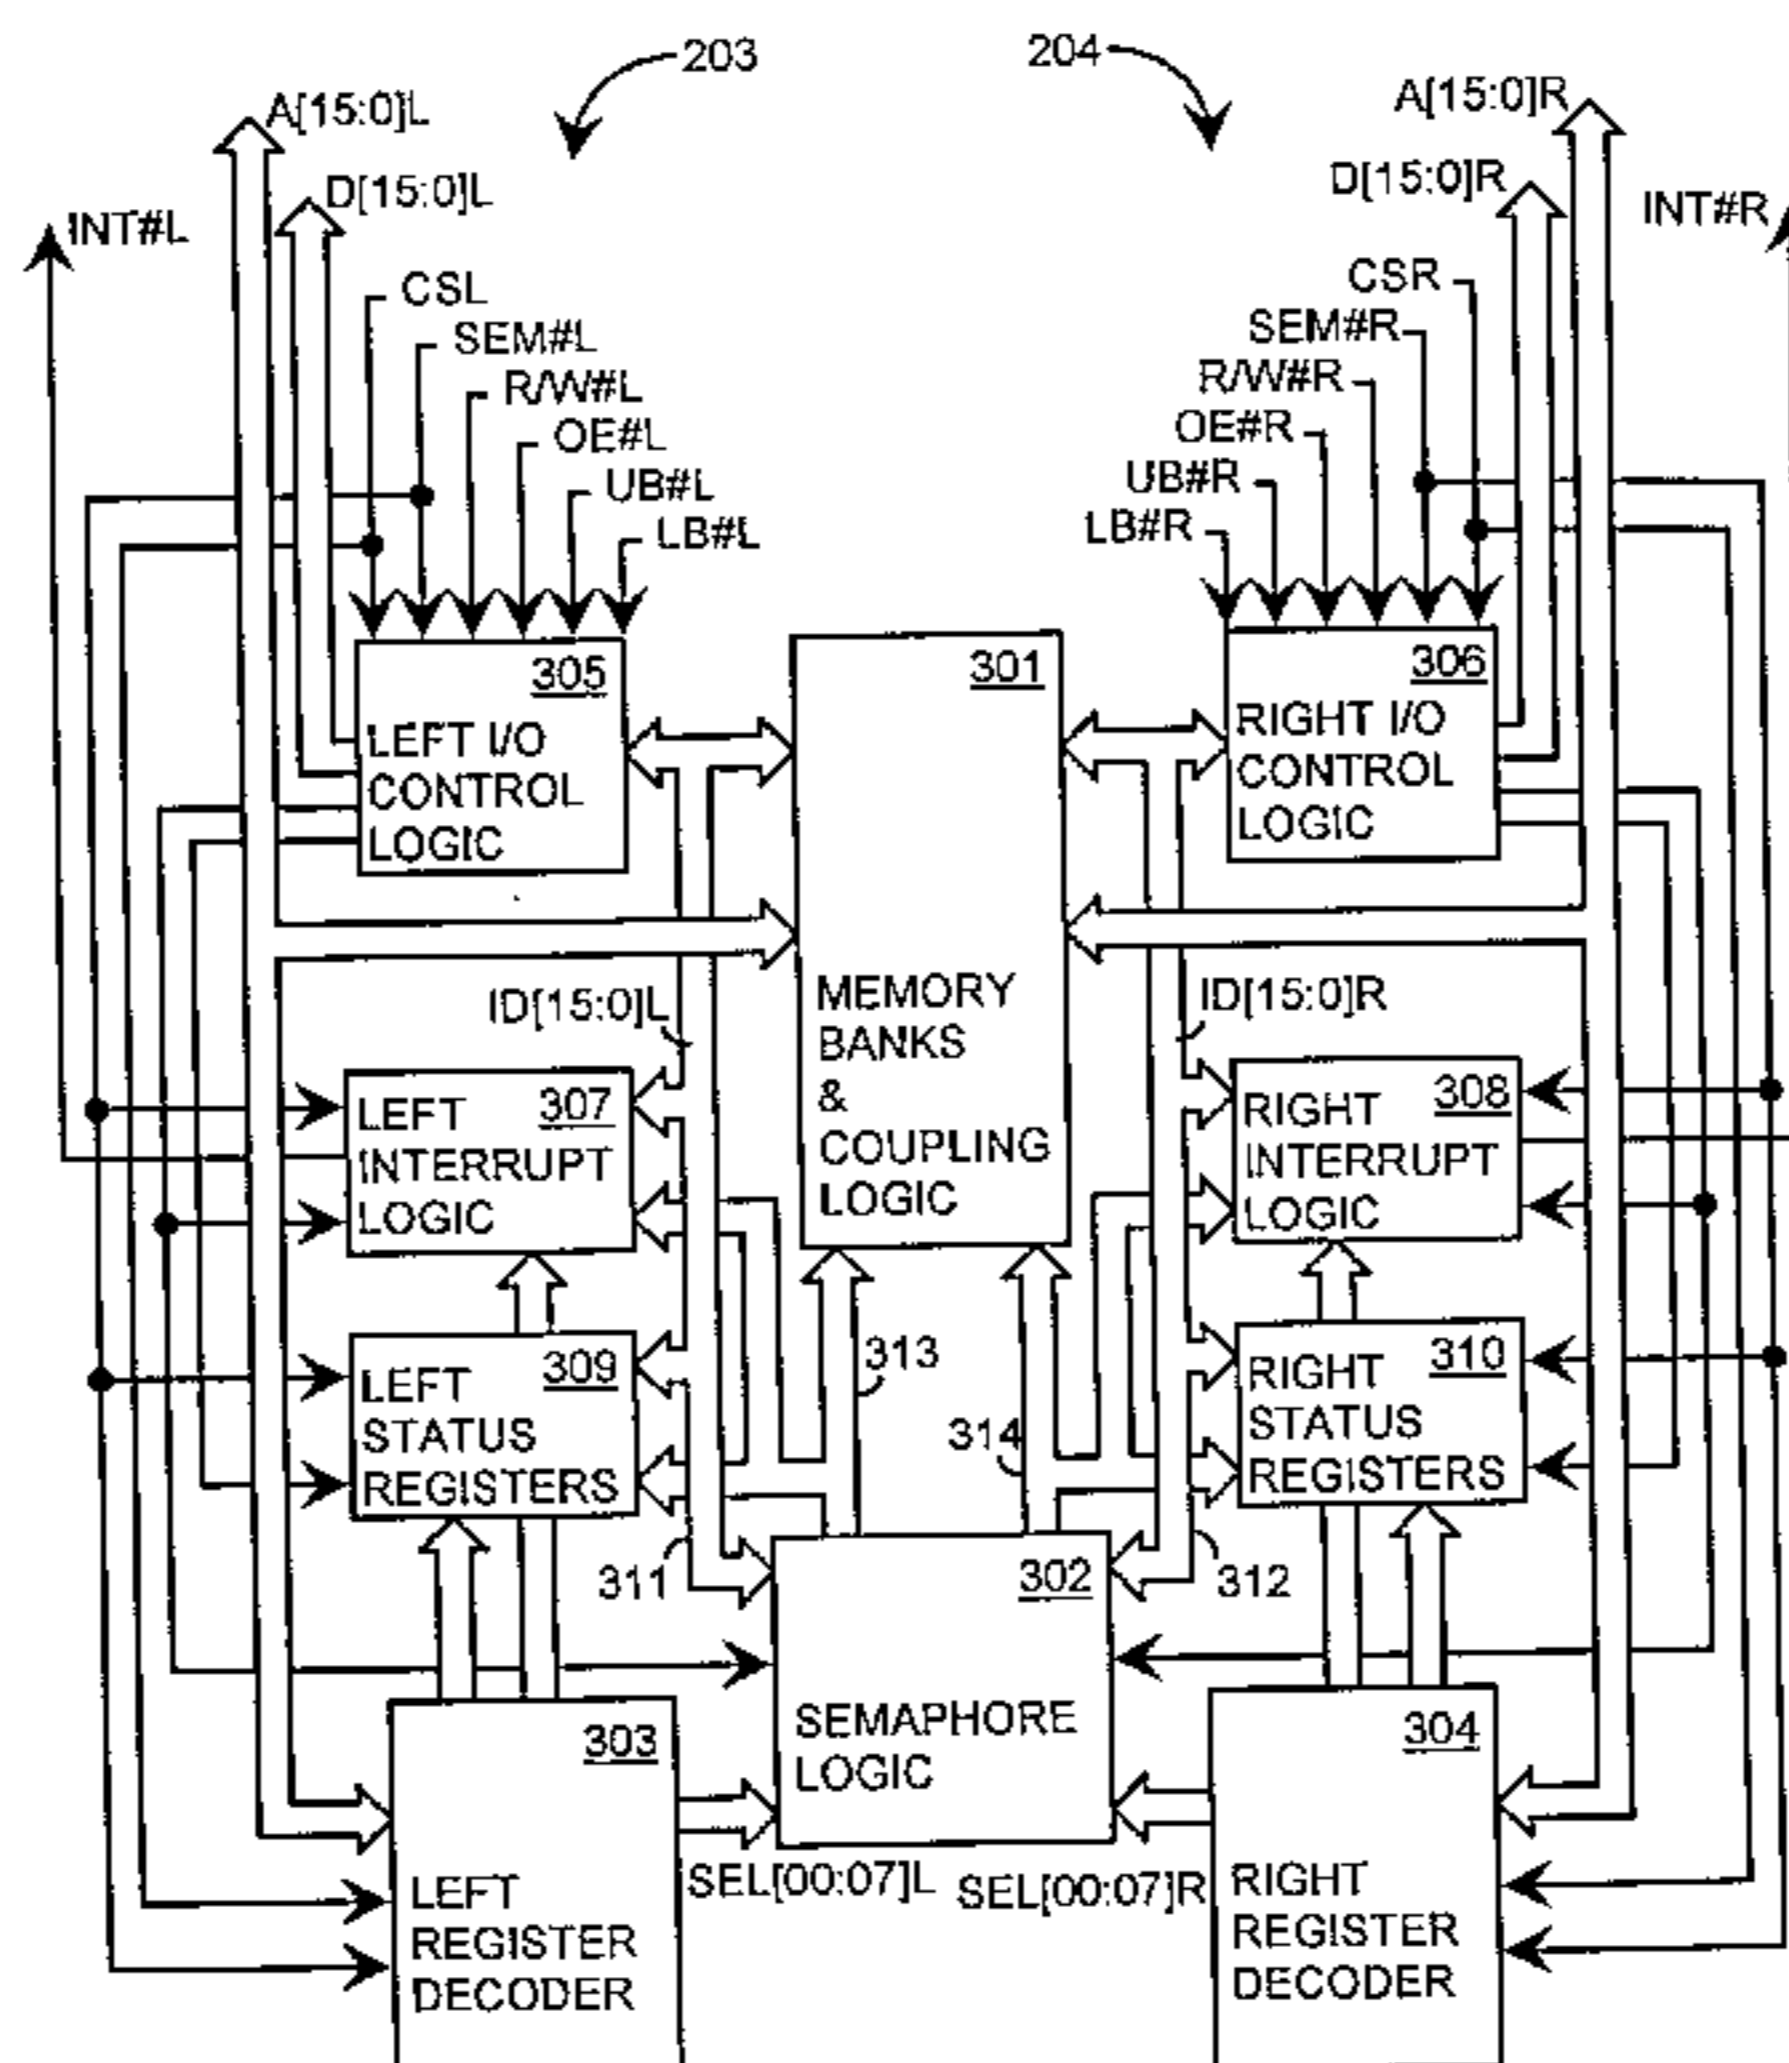 203
204
A[15:0]L
A[15:0]R
D[15:0]L
D[15:0]R
INT#L
INT#R
CSL
CSR
SEM#L
SEM#R
R/W#L
R/W#R
OE#L
OE#R
UB#L
UB#R
LB#L
LB#R
305
LEFT I/O
CONTROL
LOGIC
301
MEMORY
BANKS
&
COUPLING
LOGIC
306
RIGHT I/O
CONTROL
LOGIC
ID[15:0]L
ID[15:0]R
307
LEFT
INTERRUPT
LOGIC
308
RIGHT
INTERRUPT
LOGIC
309
LEFT
STATUS
REGISTERS
313
314
310
RIGHT
STATUS
REGISTERS
311
312
302
SEMAPHORE
LOGIC
303
LEFT
REGISTER
DECODER
304
RIGHT
REGISTER
DECODER
SEL[00:07]L
SEL[00:07]R